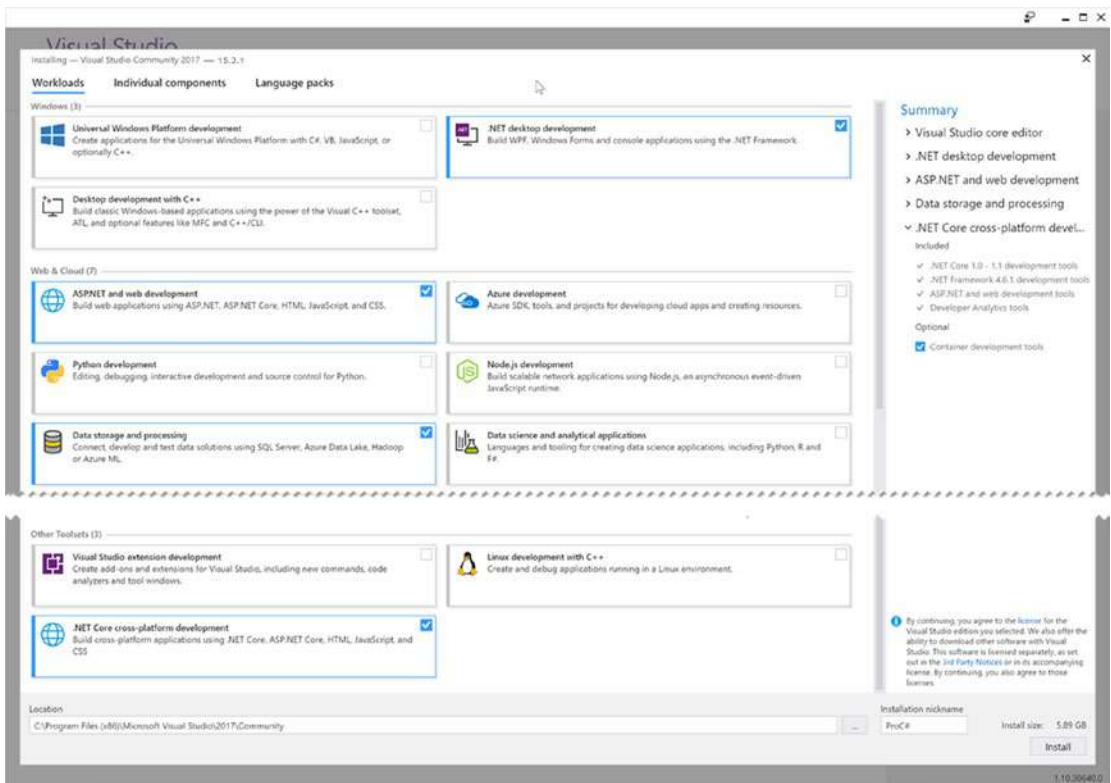 Visual Studio
Installing — Visual Studio Community 2017 — 15.2.1
Workloads Individual components Language packs
Windows (3)
Universal Windows Platform development
Create applications for the Universal Windows Platform with C#, VB, JavaScript, or
optionally C++.
.NET desktop development
Build WPF, Windows Forms and console applications using the .NET Framework.
Desktop development with C++
Build classic Windows-based applications using the power of the Visual C++ toolset,
ATL, and optional features like MFC and C++/CLI.
Web & Cloud (7)
ASP.NET and web development
Build web applications using ASP.NET, ASP.NET Core, HTML, JavaScript, and CSS.
Azure development
Azure SDK, tools, and projects for developing cloud apps and creating resources.
Python development
Editing, debugging, interactive development and source control for Python.
Node.js development
Build scalable network applications using Node.js, an asynchronous event-driven
JavaScript runtime.
Data storage and processing
Connect, develop and test data solutions using SQL Server, Azure Data Lake, Hadoop
or Azure ML.
Data science and analytical applications
Languages and tooling for creating data science applications, including Python, R and
F#.
Other Toolsets (3)
Visual Studio extension development
Create add-ons and extensions for Visual Studio, including new commands, code
analyzers and tool windows.
Linux development with C++
Create and debug applications running in a Linux environment.
.NET Core cross-platform development
Build cross-platform applications using .NET Core, ASP.NET Core, HTML, JavaScript, and
CSS
Summary
Visual Studio core editor
.NET desktop development
ASP.NET and web development
Data storage and processing
.NET Core cross-platform devel...
Included
.NET Core 1.0 - 1.1 development tools
.NET Framework 4.6.1 development tools
ASP.NET and web development tools
Developer Analytics tools
Optional
Container development tools
By continuing, you agree to the license for the
Visual Studio edition you selected. We also offer the
ability to download other software with Visual
Studio. This software is licensed separately, as set
out in the 3rd Party Notices or in its accompanying
license. By continuing, you also agree to those
licenses.
Location
C:\Program Files (x86)\Microsoft Visual Studio\2017\Community
...
Installation nickname
ProC#
Install size: 5.89 GB
Install
1.10.30640.0